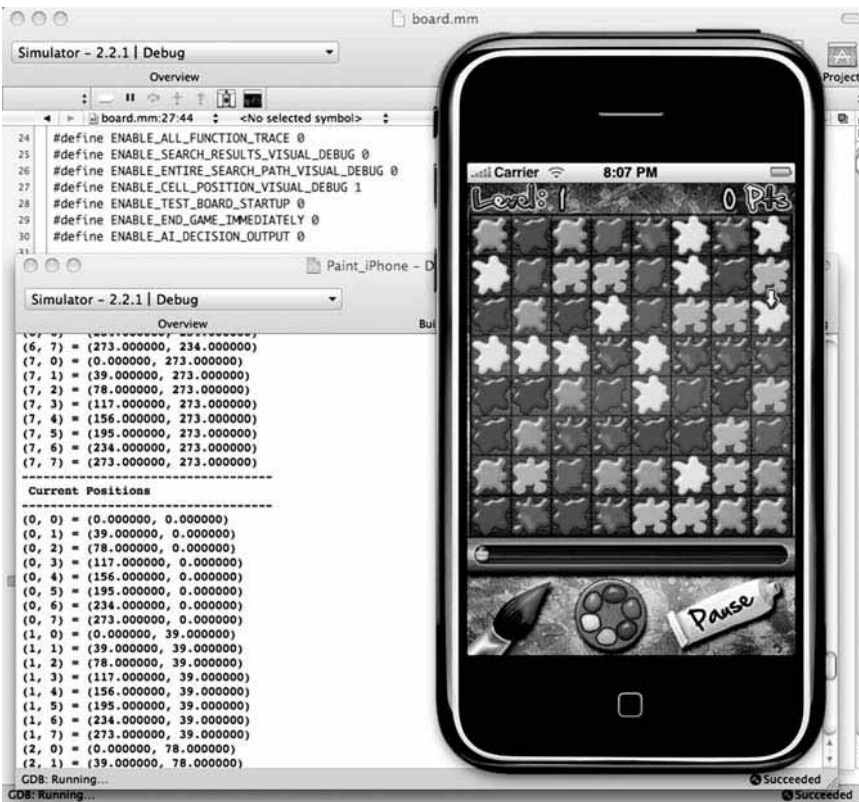 board.mm
Simulator – 2.2.1 | Debug
Overview
Project
board.mm:27:44 <No selected symbol>
24 #define ENABLE_ALL_FUNCTION_TRACE 0
25 #define ENABLE_SEARCH_RESULTS_VISUAL_DEBUG 0
26 #define ENABLE_ENTIRE_SEARCH_PATH_VISUAL_DEBUG 0
27 #define ENABLE_CELL_POSITION_VISUAL_DEBUG 1
28 #define ENABLE_TEST_BOARD_STARTUP 0
29 #define ENABLE_END_GAME_IMMEDIATELY 0
30 #define ENABLE_AI_DECISION_OUTPUT 0
31
Paint_iPhone – D
Simulator – 2.2.1 | Debug
Overview
Bui
(6, 7) = (273.000000, 234.000000)
(7, 0) = (0.000000, 273.000000)
(7, 1) = (39.000000, 273.000000)
(7, 2) = (78.000000, 273.000000)
(7, 3) = (117.000000, 273.000000)
(7, 4) = (156.000000, 273.000000)
(7, 5) = (195.000000, 273.000000)
(7, 6) = (234.000000, 273.000000)
(7, 7) = (273.000000, 273.000000)
----------------------------------------
Current Positions
----------------------------------------
(0, 0) = (0.000000, 0.000000)
(0, 1) = (39.000000, 0.000000)
(0, 2) = (78.000000, 0.000000)
(0, 3) = (117.000000, 0.000000)
(0, 4) = (156.000000, 0.000000)
(0, 5) = (195.000000, 0.000000)
(0, 6) = (234.000000, 0.000000)
(0, 7) = (273.000000, 0.000000)
(1, 0) = (0.000000, 39.000000)
(1, 1) = (39.000000, 39.000000)
(1, 2) = (78.000000, 39.000000)
(1, 3) = (117.000000, 39.000000)
(1, 4) = (156.000000, 39.000000)
(1, 5) = (195.000000, 39.000000)
(1, 6) = (234.000000, 39.000000)
(1, 7) = (273.000000, 39.000000)
(2, 0) = (0.000000, 78.000000)
(2, 1) = (39.000000, 78.000000)
GDB: Running...
Succeeded
GDB: Running...
Succeeded
Carrier 8:07 PM
Level: 1 0 Pts
Pause